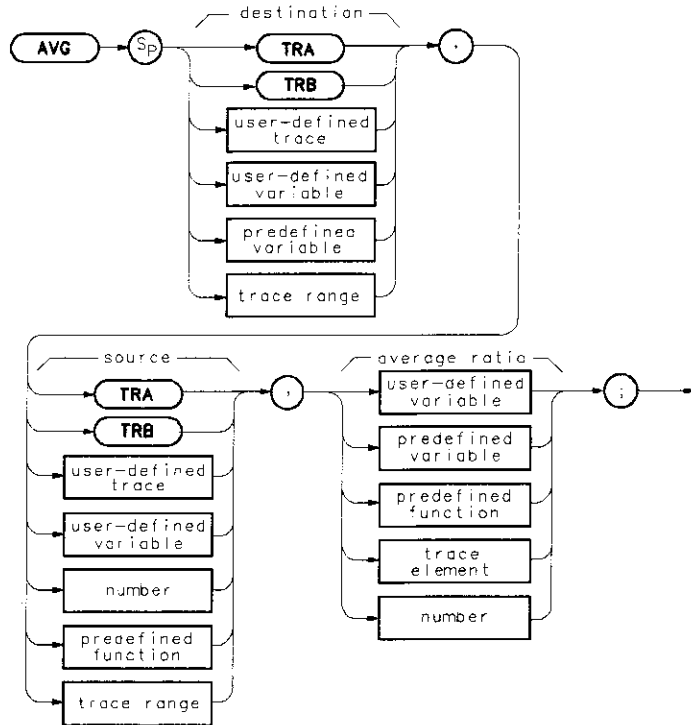 destination
AVG
SP
TRA
,
TRB
user-defined
trace
user-defined
variable
predefinea
variable
trace range
source
TRA
TRB
user-defined
trace
user-defined
variable
number
predefined
function
trace range
,
average ratio
user-defined
variable
predefined
variable
predefined
function
trace
element
number
;